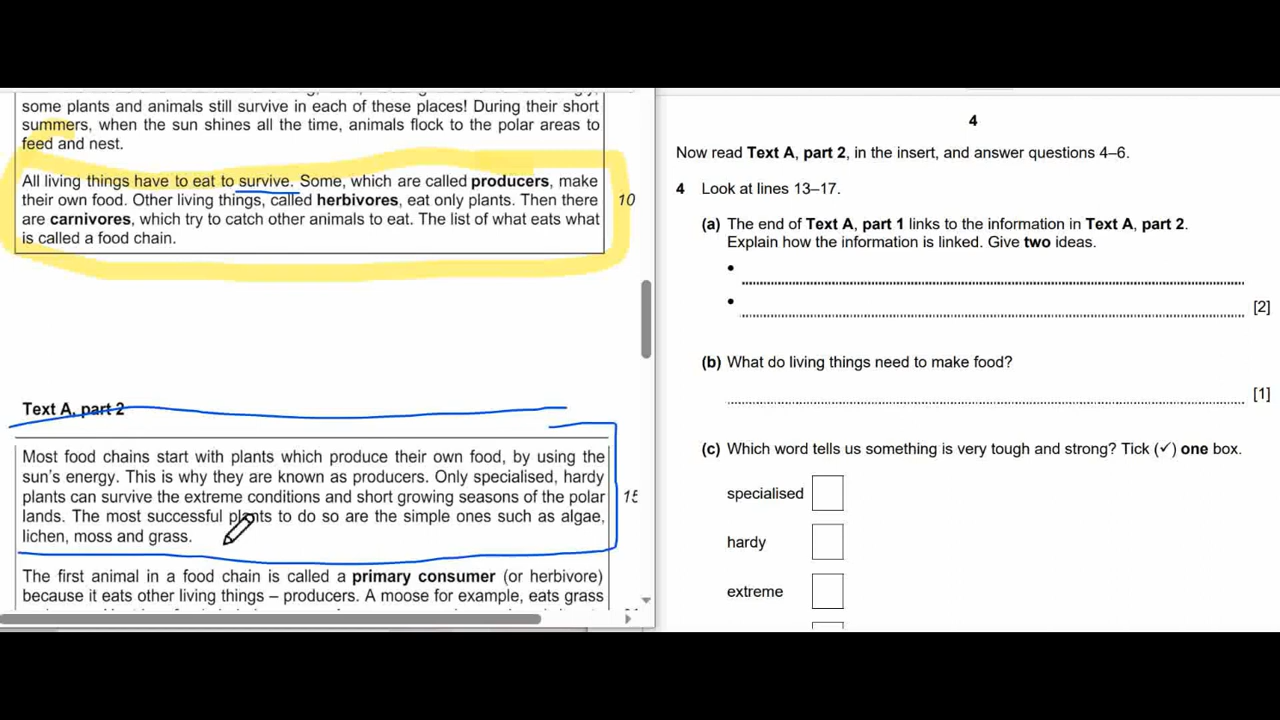 some plants and animals still survive in each of these places! During their short
summers, when the sun shines all the time, animals flock to the polar areas to
feed and nest.
All living things have to eat to survive. Some, which are called producers, make
their own food. Other living things, called herbivores, eat only plants. Then there
10
are carnivores, which try to catch other animals to eat. The list of what eats what
is called a food chain.
Text A, part 2
Most food chains start with plants which produce their own food, by using the
sun's energy. This is why they are known as producers. Only specialised, hardy
plants can survive the extreme conditions and short growing seasons of the polar
15
lands. The most successful plants to do so are the simple ones such as algae,
lichen, moss and grass.
The first animal in a food chain is called a primary consumer (or herbivore)
because it eats other living things – producers. A moose for example, eats grass
4
Now read Text A, part 2, in the insert, and answer questions 4–6.
4 Look at lines 13–17.
(a) The end of Text A, part 1 links to the information in Text A, part 2.
Explain how the information is linked. Give two ideas.
•
• [2]
(b) What do living things need to make food?
[1]
(c) Which word tells us something is very tough and strong? Tick (✓) one box.
specialised
hardy
extreme